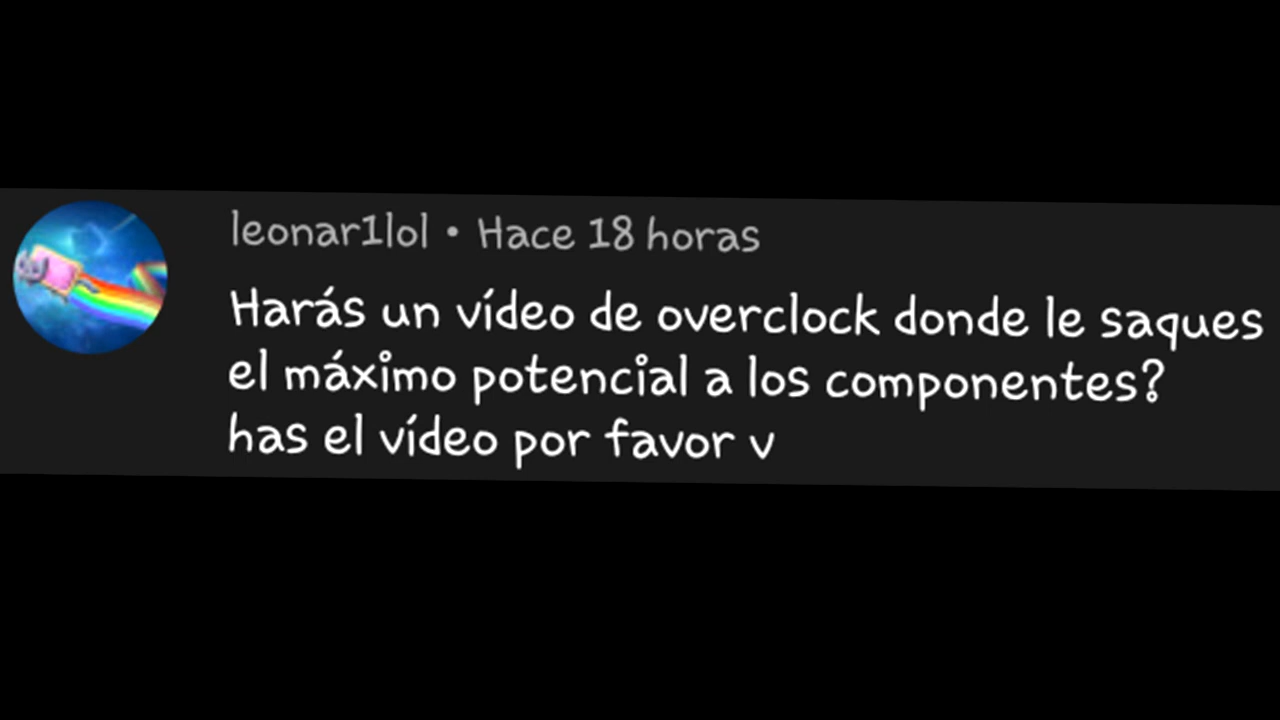 leonar1lol • Hace 18 horas
Harás un vídeo de overclock donde le saques
el máximo potencial a los componentes?
has el vídeo por favor v